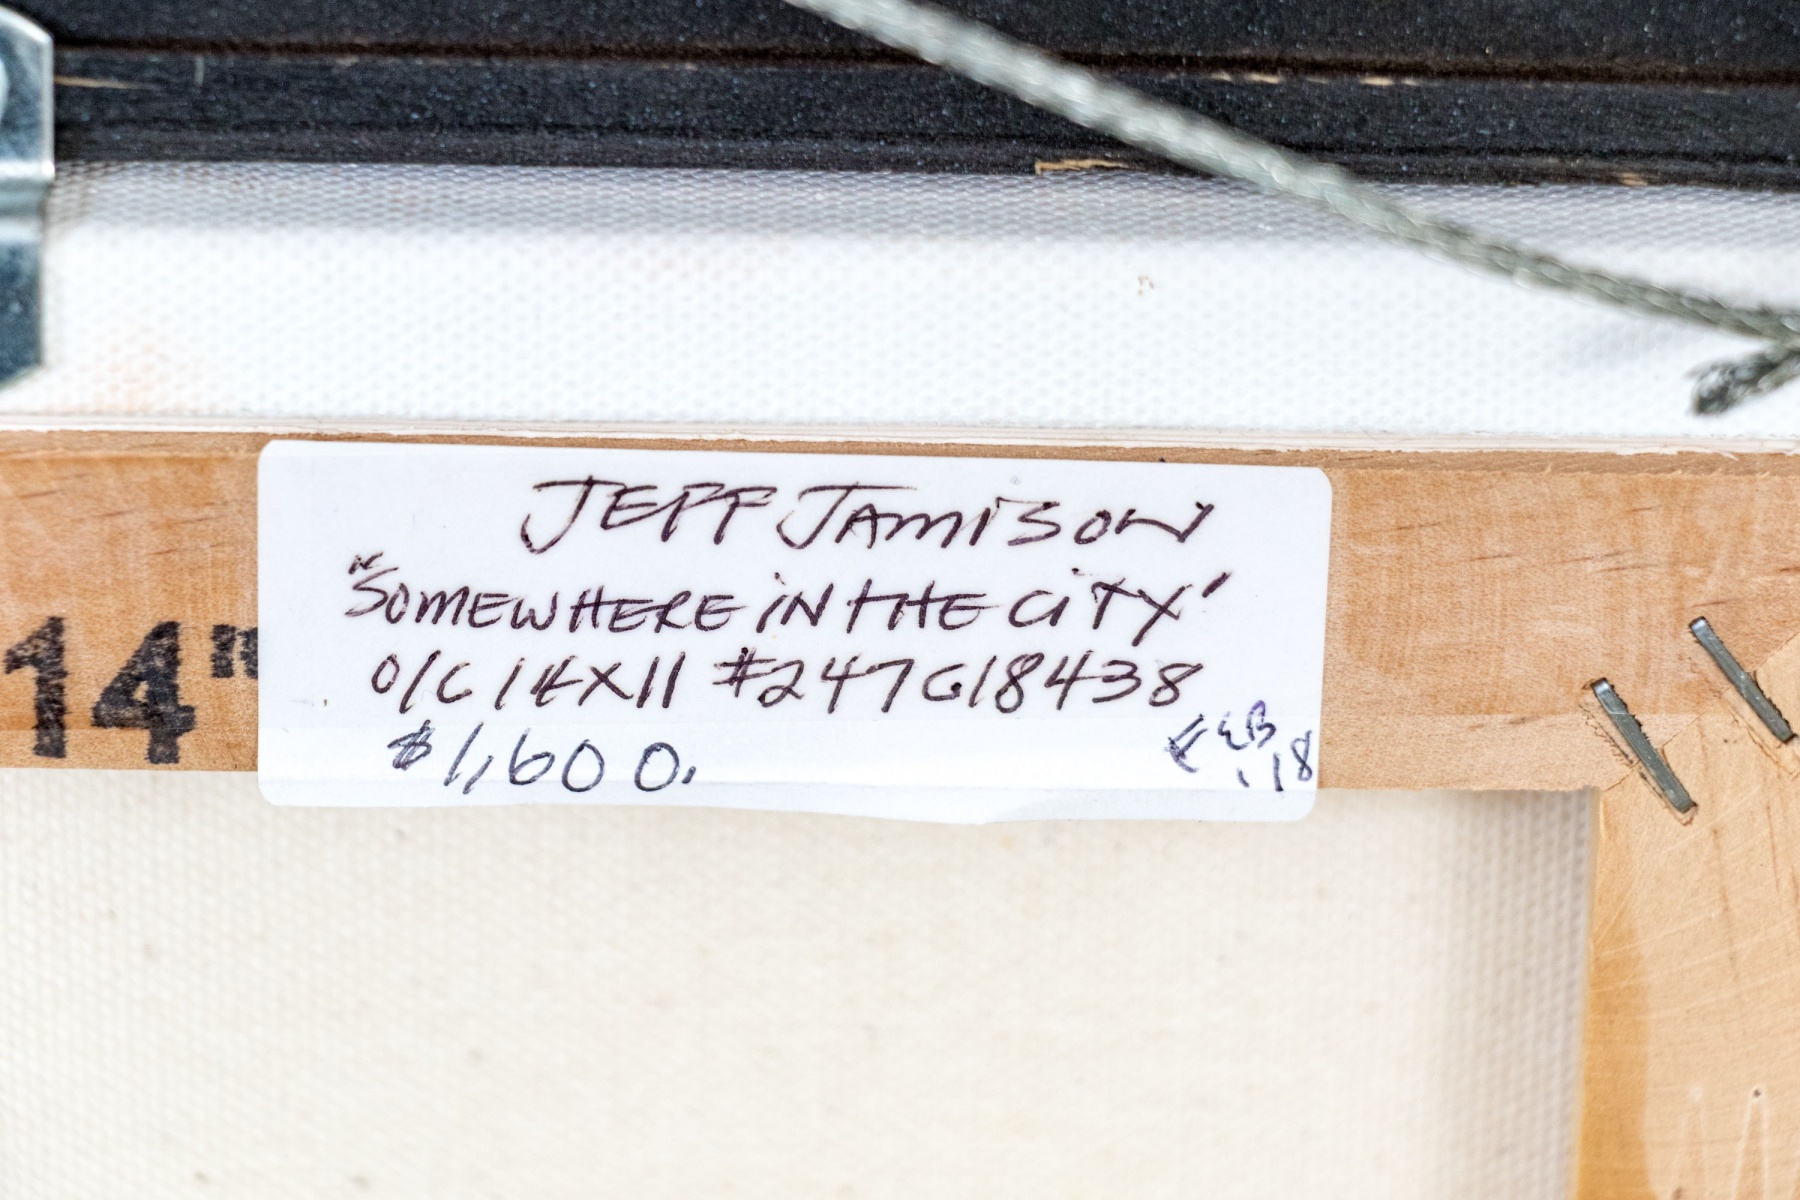 JEFF JAMISON
"SOMEWHERE iN THE CiTY"
O/C 14X11 #247G18438
$1,600.
FEB
, 18
14"